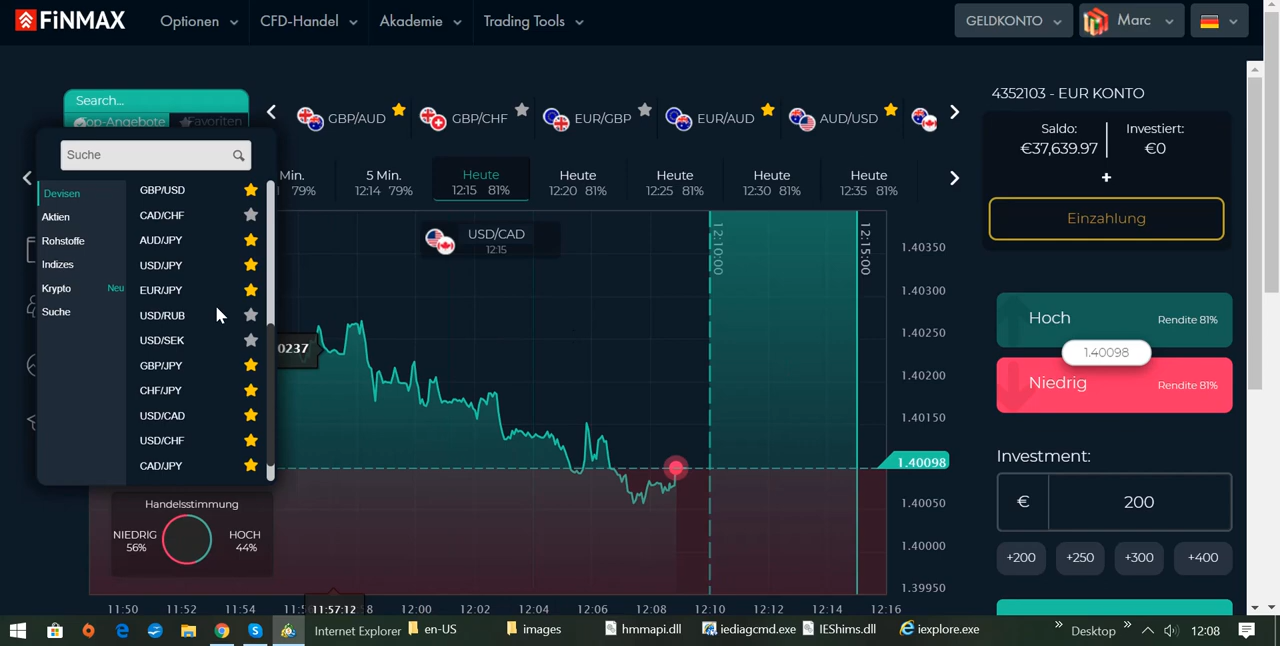 FiNMAX
Optionen
CFD-Handel
Akademie
Trading Tools
GELDKONTO
Marc
Search...
Top-Angebote
Favoriten
GBP/AUD
GBP/CHF
EUR/GBP
EUR/AUD
AUD/USD
Suche
Min.
79%
5 Min.
12:14 79%
Heute
12:15 81%
Heute
12:20 81%
Heute
12:25 81%
Heute
12:30 81%
Heute
12:35 81%
Devisen
Aktien
Rohstoffe
Indizes
Krypto Neu
Suche
GBP/USD
CAD/CHF
AUD/JPY
USD/JPY
EUR/JPY
USD/RUB
USD/SEK
GBP/JPY
CHF/JPY
USD/CAD
USD/CHF
CAD/JPY
USD/CAD
12:15
0237
12:10:00
12:15:00
1.40350
1.40300
1.40250
1.40200
1.40150
1.40098
1.40050
1.40000
1.39950
Handelsstimmung
NIEDRIG
56%
HOCH
44%
11:50
11:52
11:54
11:57:12
12:00
12:02
12:04
12:06
12:08
12:10
12:12
12:14
12:16
4352103 - EUR KONTO
Saldo:
€37,639.97
Investiert:
€0
+
Einzahlung
Hoch
Rendite 81%
1.40098
Niedrig
Rendite 81%
Investment:
€
200
+200
+250
+300
+400
Internet Explorer
en-US
images
hmmapi.dll
iediagcmd.exe
IEShims.dll
iexplore.exe
»
Desktop
»
12:08